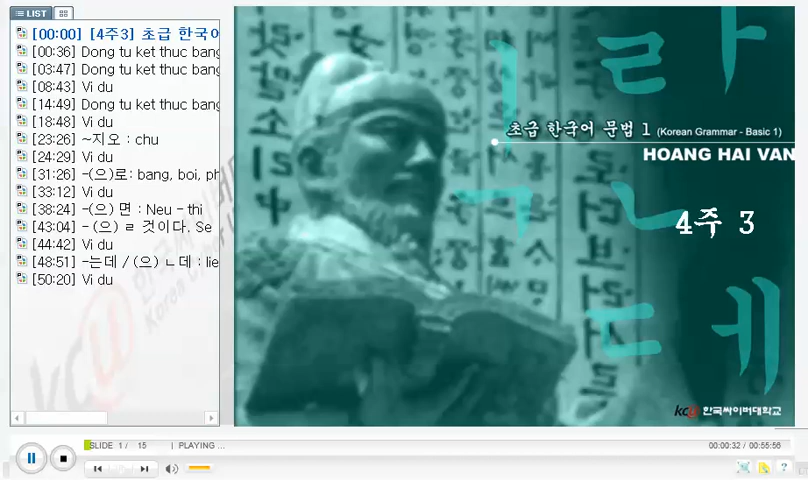 LIST
[00:00] [4주3] 초급 한국어
[00:36] Dong tu ket thuc bang
[03:47] Dong tu ket thuc bang
[08:43] Vi du
[14:49] Dong tu ket thuc bang
[18:48] Vi du
[23:26] ~지오 : chu
[24:29] Vi du
[31:26] -(으)로: bang, boi, ph
[33:12] Vi du
[38:24] -(으) 면 : Neu - thi
[43:04] - (으) ㄹ 것이다. Se
[44:42] Vi du
[48:51] -는데 / (으) ㄴ데 : lie
[50:20] Vi du
초급 한국어 문법 1 (Korean Grammar - Basic 1)
HOANG HAI VAN
4주 3
kcu 한국싸이버대학교
SLIDE 1 / 15 | PLAYING ...
00:00:32 / 00:55:56